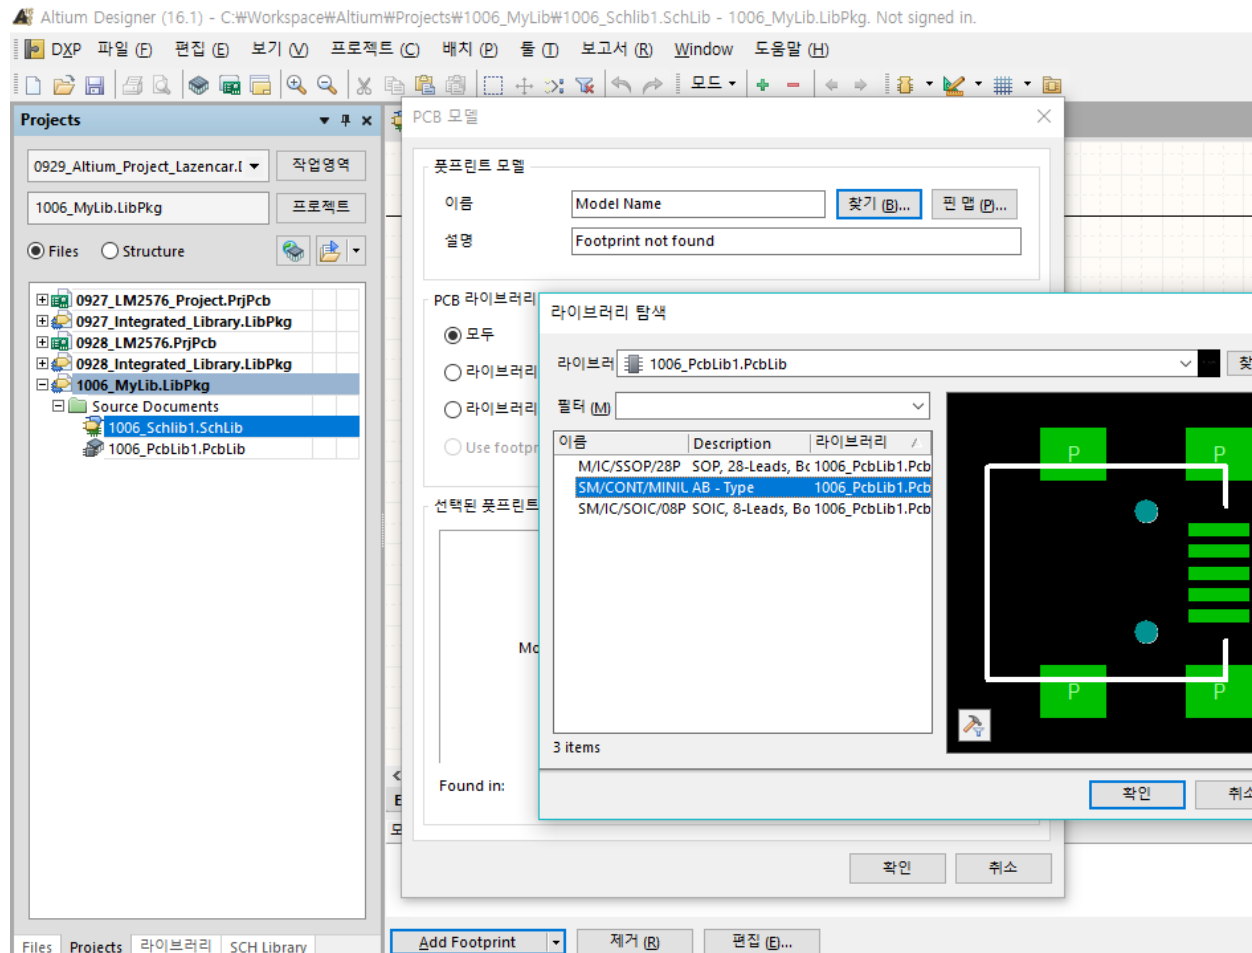 Altium Designer (16.1) - C:₩Workspace₩Altium₩Projects₩1006_MyLib₩1006_Schlib1.SchLib - 1006_MyLib.LibPkg. Not signed in.
DXP 파일 (F) 편집 (E) 보기 (V) 프로젝트 (C) 배치 (P) 툴 (T) 보고서 (R) Window 도움말 (H)
모드
Projects
0929_Altium_Project_Lazencar. 작업영역
1006_MyLib.LibPkg 프로젝트
Files Structure
0927_LM2576_Project.PrjPcb
0927_Integrated_Library.LibPkg
0928_LM2576.PrjPcb
0928_Integrated_Library.LibPkg
1006_MyLib.LibPkg
Source Documents
1006_Schlib1.SchLib
1006_PcbLib1.PcbLib
Files Projects 라이브러리 SCH Library
PCB 모델
풋프린트 모델
이름 Model Name 찾기 (B)... 핀 맵 (P)...
설명 Footprint not found
PCB 라이브러리
모두
라이브러리
라이브러리
Use footpr
선택된 풋프린트
Mo
Found in:
확인 취소
라이브러리 탐색
라이브러 1006_PcbLib1.PcbLib 찾
필터 (M)
이름 Description 라이브러리
M/IC/SSOP/28P SOP, 28-Leads, Bc 1006_PcbLib1.Pcb
SM/CONT/MINIU AB - Type 1006_PcbLib1.Pcb
SM/IC/SOIC/08P SOIC, 8-Leads, Bo 1006_PcbLib1.Pcb
3 items
P P
P P
확인 취소
Add Footprint 제거 (R) 편집 (E)...